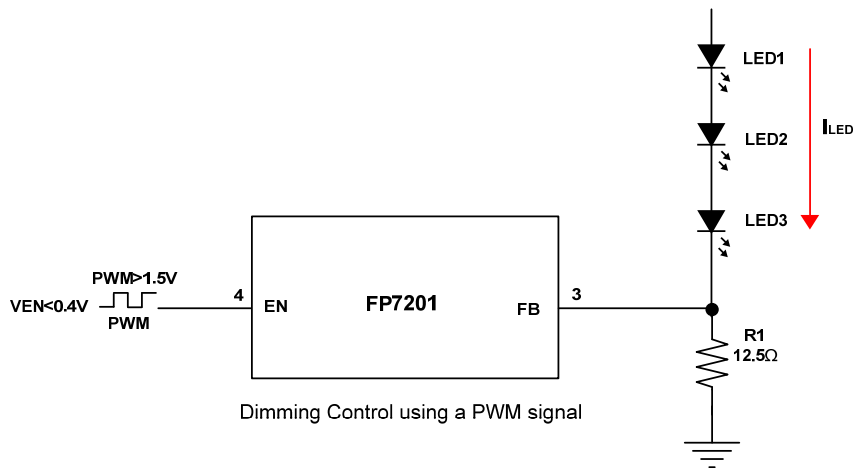 LED1
LED2
ILED
LED3
PWM>1.5V
VEN<0.4V
PWM
4
EN
FP7201
FB
3
R1
12.5Ω
Dimming Control using a PWM signal